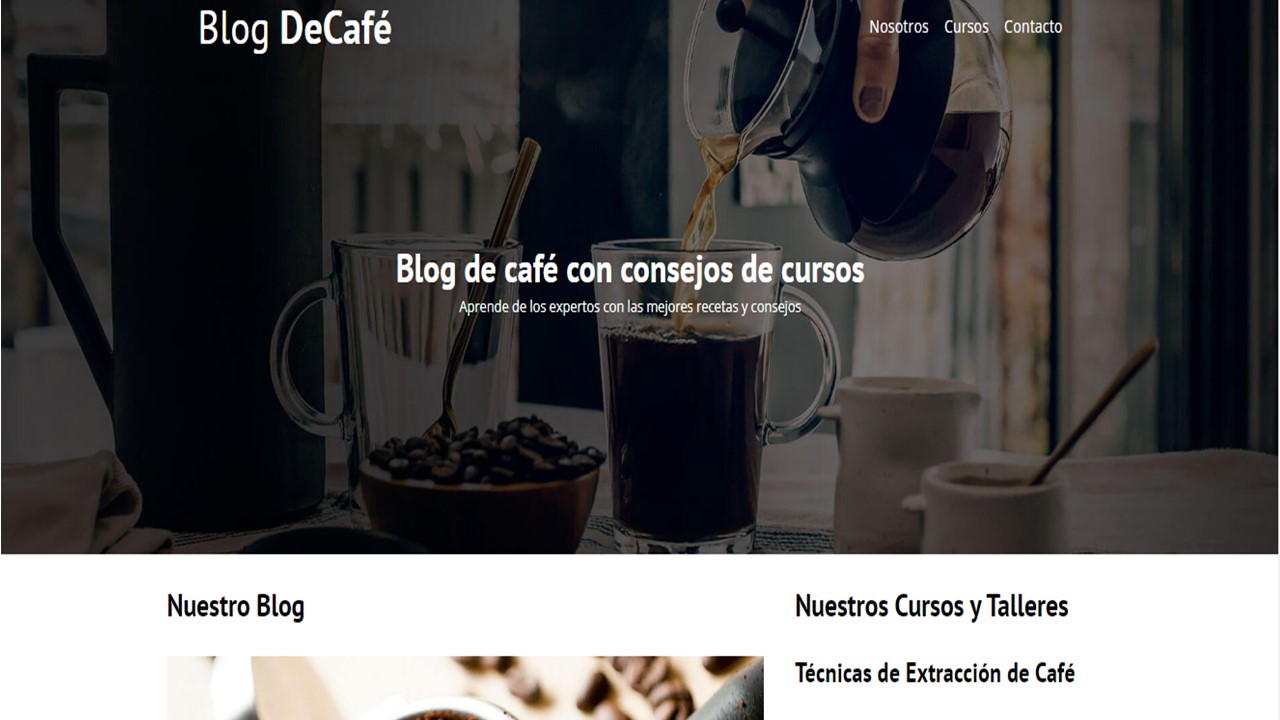 Blog DeCafé
Nosotros Cursos Contacto
Blog de café con consejos de cursos
Aprende de los expertos con las mejores recetas y consejos
Nuestro Blog
Nuestros Cursos y Talleres
Técnicas de Extracción de Café